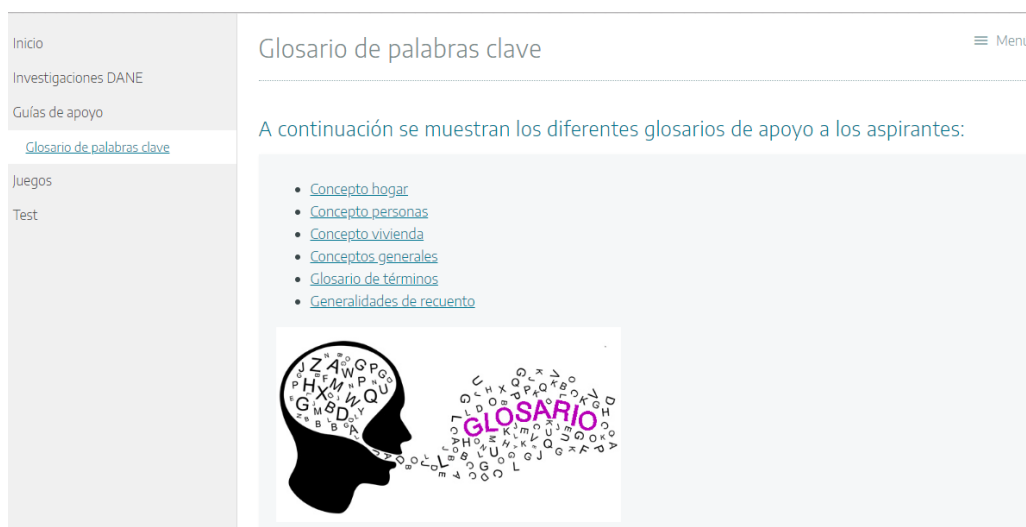 Inicio
Investigaciones DANE
Guías de apoyo
Glosario de palabras clave
Juegos
Test
Glosario de palabras clave
Menu
A continuación se muestran los diferentes glosarios de apoyo a los aspirantes:
Concepto hogar
Concepto personas
Concepto vivienda
Conceptos generales
Glosario de términos
Generalidades de recuento
GLOSARIO